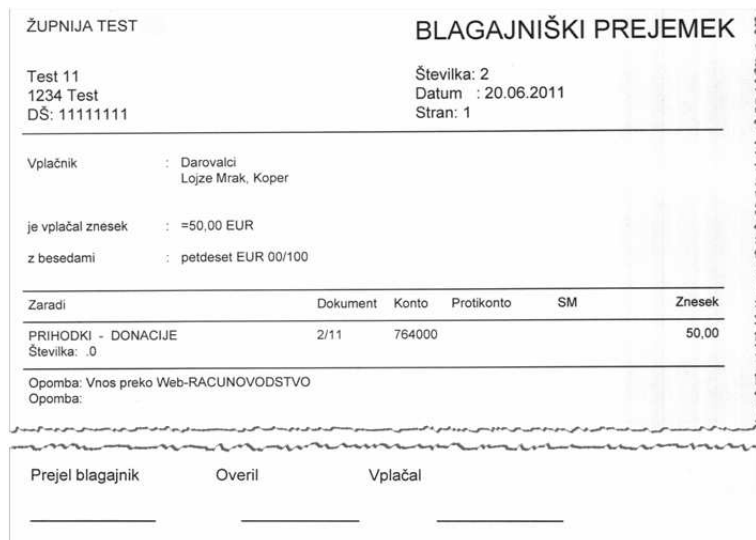 ŽUPNIJA TEST
BLAGAJNIŠKI PREJEMEK
Test 11
1234 Test
DŠ: 11111111
Številka: 2
Datum : 20.06.2011
Stran: 1
Vplačnik : Darovalci
Lojze Mrak, Koper
je vplačal znesek : =50,00 EUR
z besedami : petdeset EUR 00/100
Zaradi Dokument Konto Protikonto SM Znesek
PRIHODKI - DONACIJE 2/11 764000 50,00
Številka: .0
Opomba: Vnos preko Web-RACUNOVODSTVO
Opomba:
Prejel blagajnik Overil Vplačal